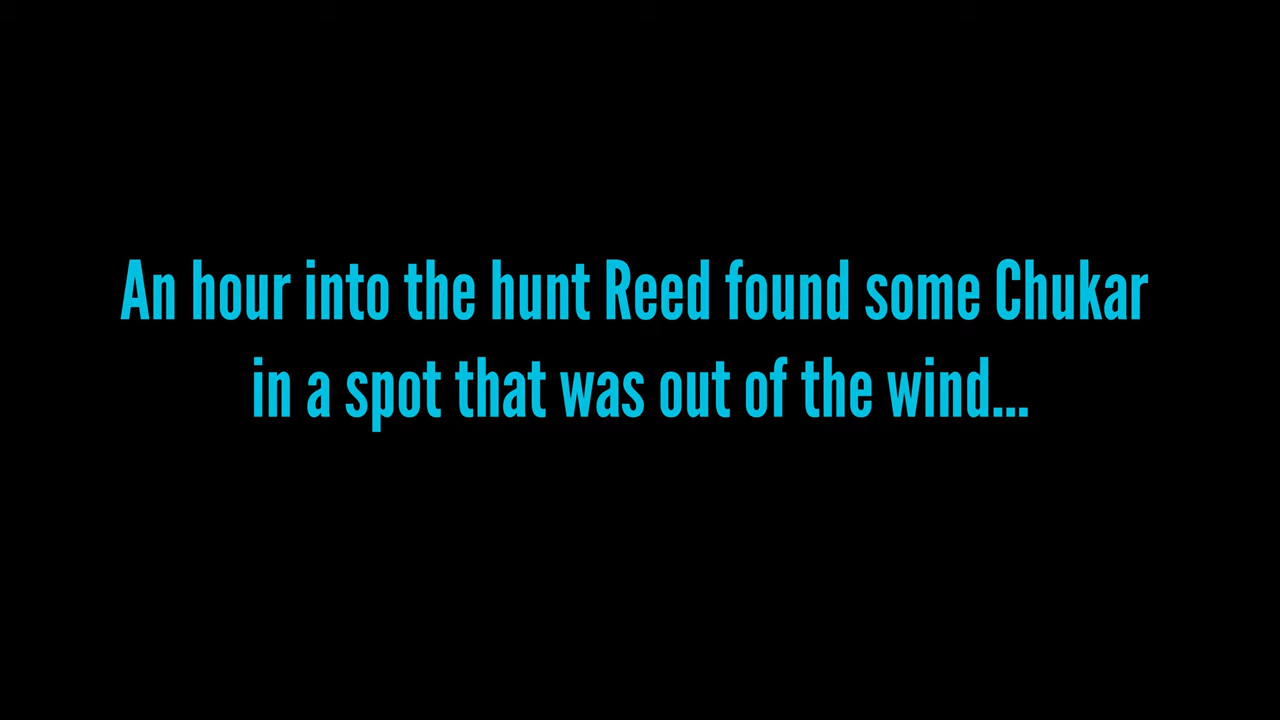 An hour into the hunt Reed found some Chukar
in a spot that was out of the wind...